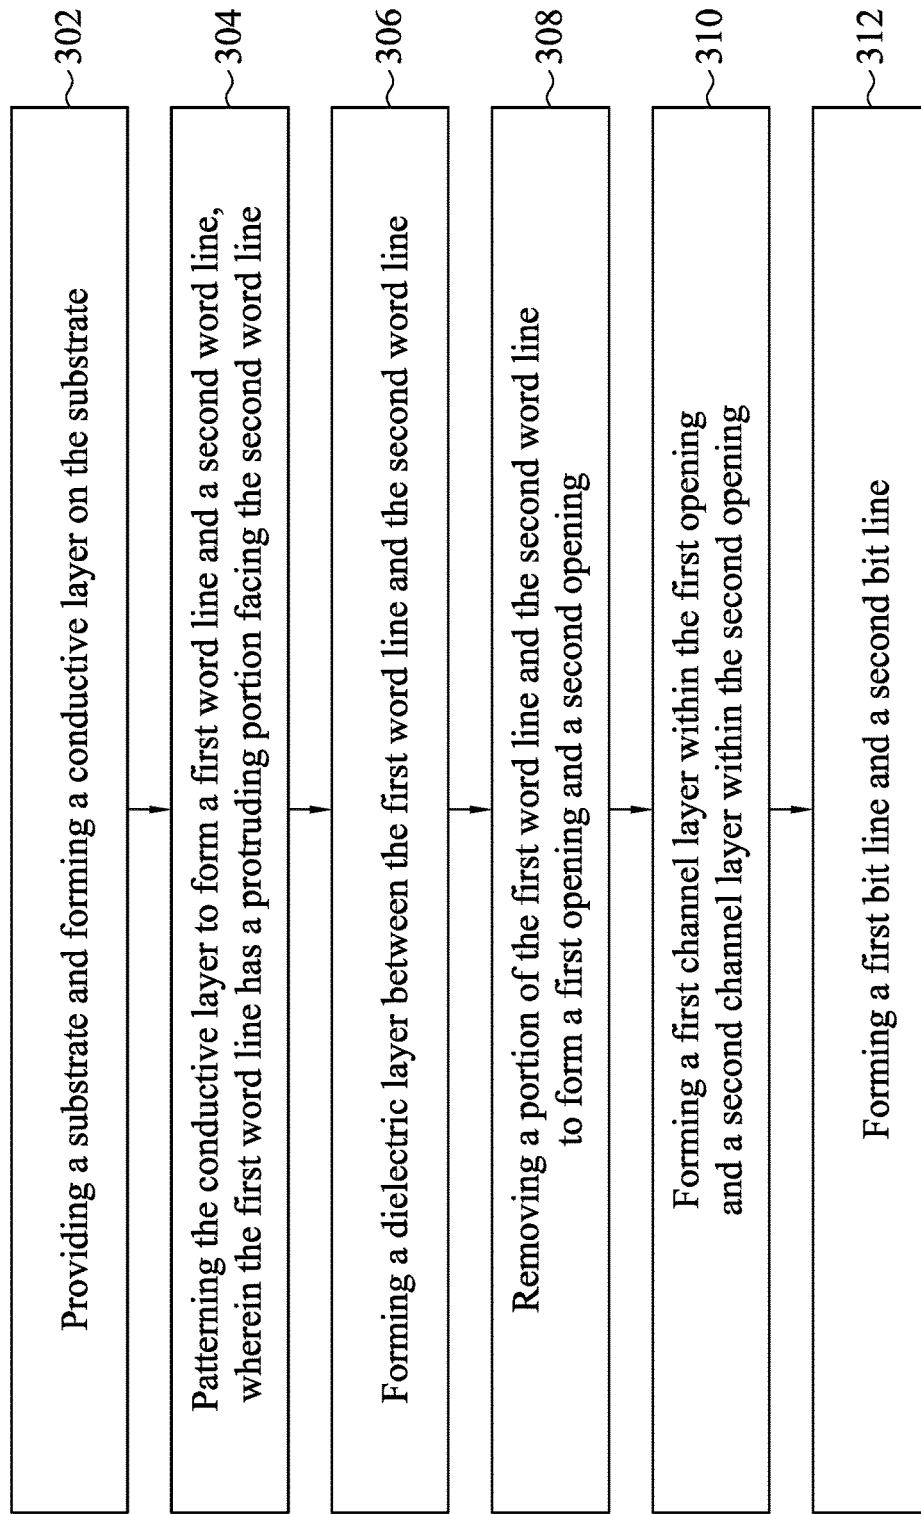 Providing a substrate and forming a conductive layer on the substrate
~302
Patterning the conductive layer to form a first word line and a second word line,
wherein the first word line has a protruding portion facing the second word line
~304
Forming a dielectric layer between the first word line and the second word line
~306
Removing a portion of the first word line and the second word line
to form a first opening and a second opening
~308
Forming a first channel layer within the first opening
and a second channel layer within the second opening
~310
Forming a first bit line and a second bit line
~312